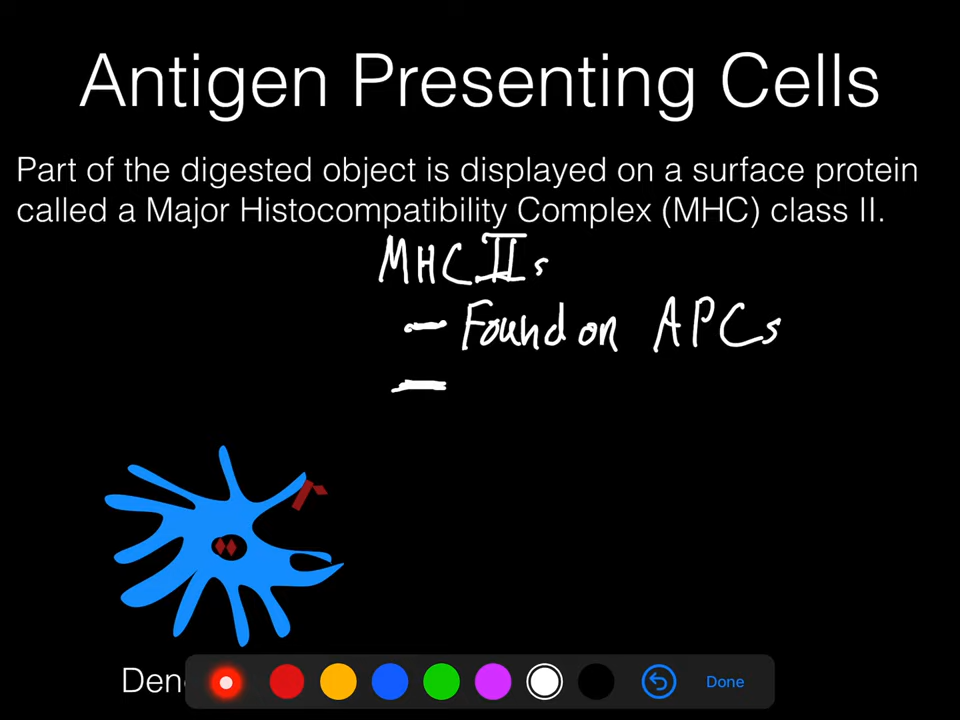 Antigen Presenting Cells
Part of the digested object is displayed on a surface protein
called a Major Histocompatibility Complex (MHC) class II.
MHC IIs
– Found on APCs
–
Done